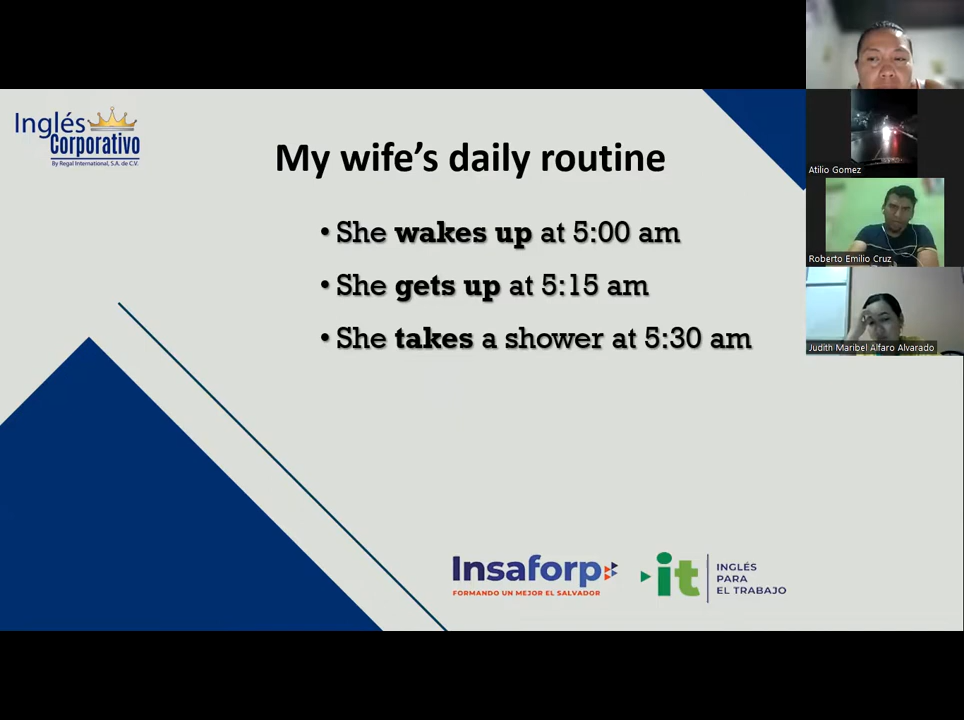 Inglés
Corporativo
By Regal International, S.A. de C.V.
My wife's daily routine
• She wakes up at 5:00 am
• She gets up at 5:15 am
• She takes a shower at 5:30 am
Atilio Gomez
Roberto Emilio Cruz
Judith Maribel Alfaro Alvarado
Insaforp
FORMANDO UN MEJOR EL SALVADOR
it
INGLÉS
PARA
EL TRABAJO